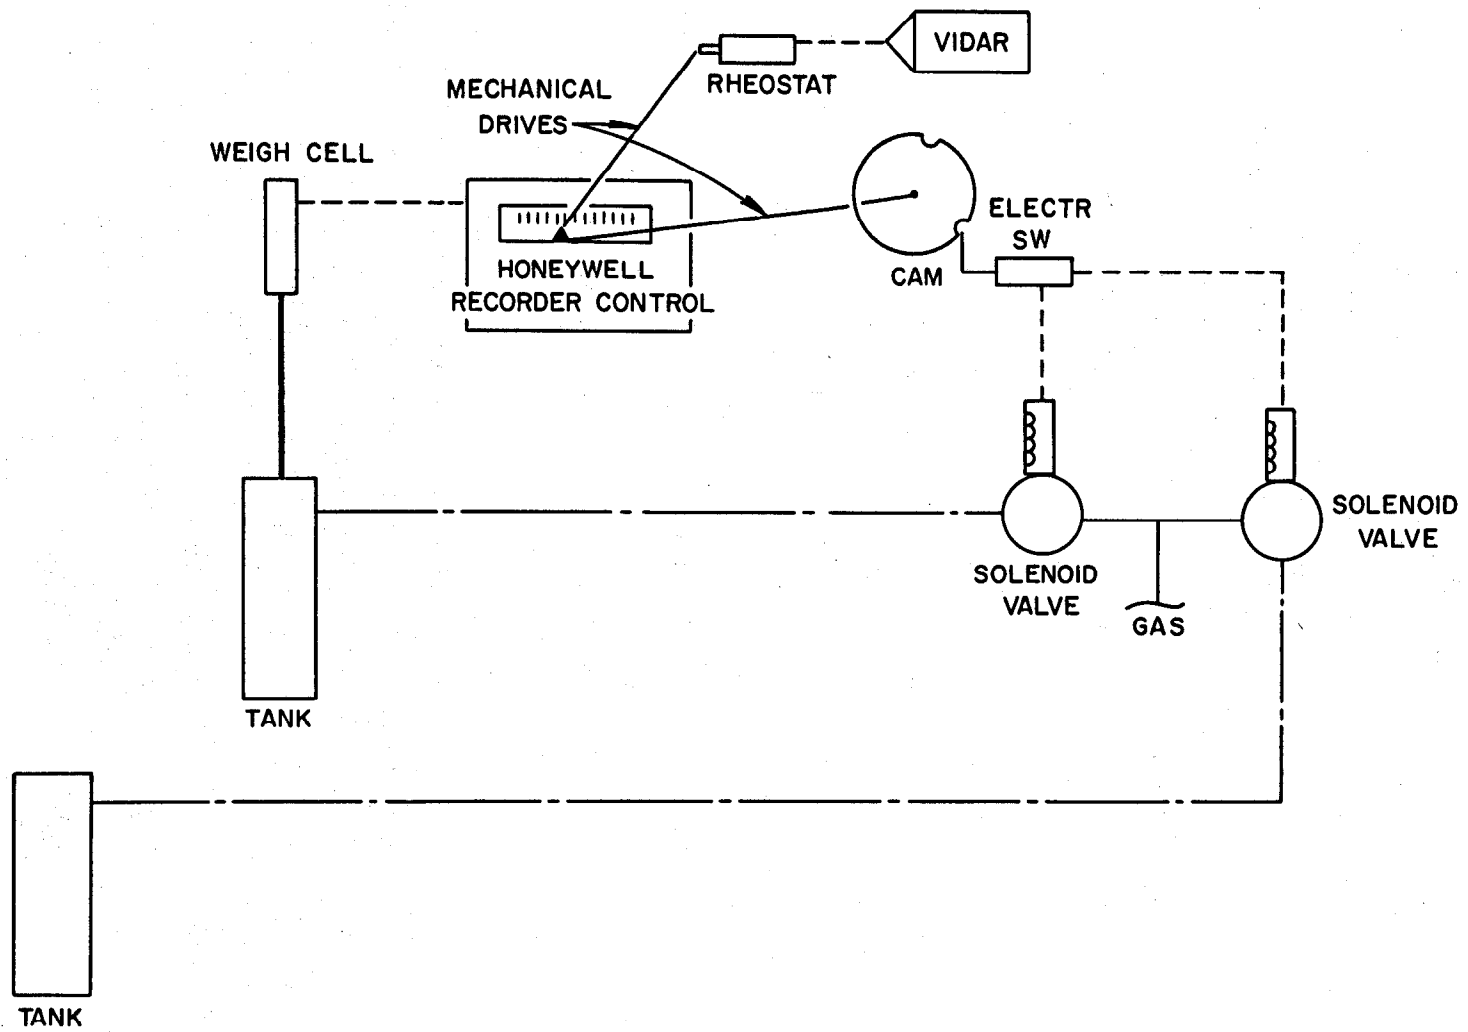 VIDAR
RHEOSTAT
MECHANICAL
DRIVES
WEIGH CELL
ELECTR
SW
HONEYWELL
RECORDER CONTROL
CAM
SOLENOID
VALVE
SOLENOID
VALVE
GAS
TANK
TANK